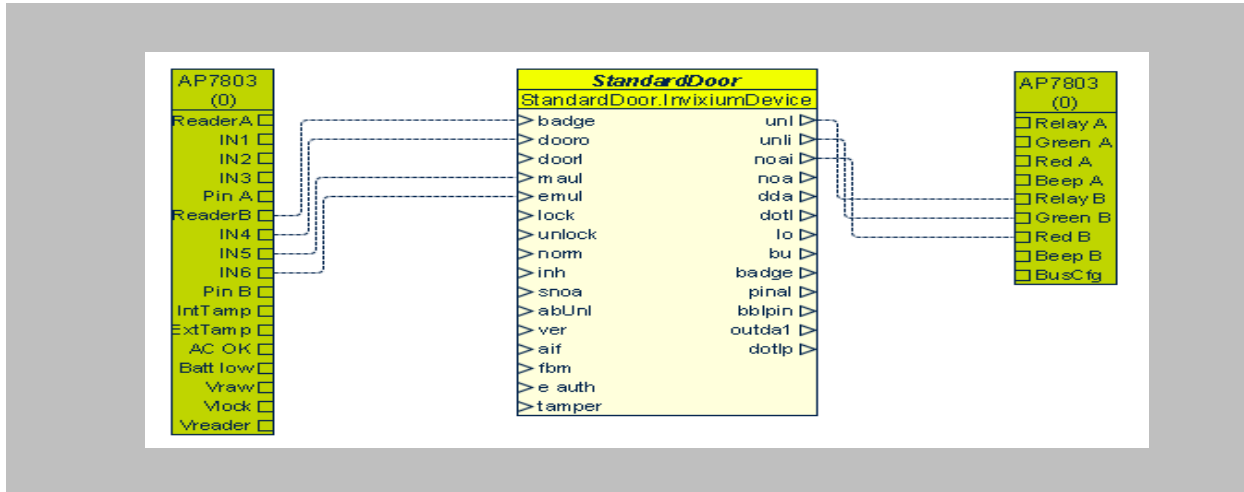 AP7803
(0)
ReaderA
IN1
IN2
IN3
Pin A
ReaderB
IN4
IN5
IN6
Pin B
IntTamp
ExtTamp
AC OK
Batt low
Vraw
Vlock
Vreader
StandardDoor
StandardDoor.InvixiumDevice
badge unl
dooro unli
doorl noai
maul noa
emul dda
lock dotl
unlock lo
norm bu
inh badge
snoa pinal
abUnl bblpin
ver outda1
aif dotlp
fbm
e auth
tamper
AP7803
(0)
Relay A
Green A
Red A
Beep A
Relay B
Green B
Red B
Beep B
BusCfg